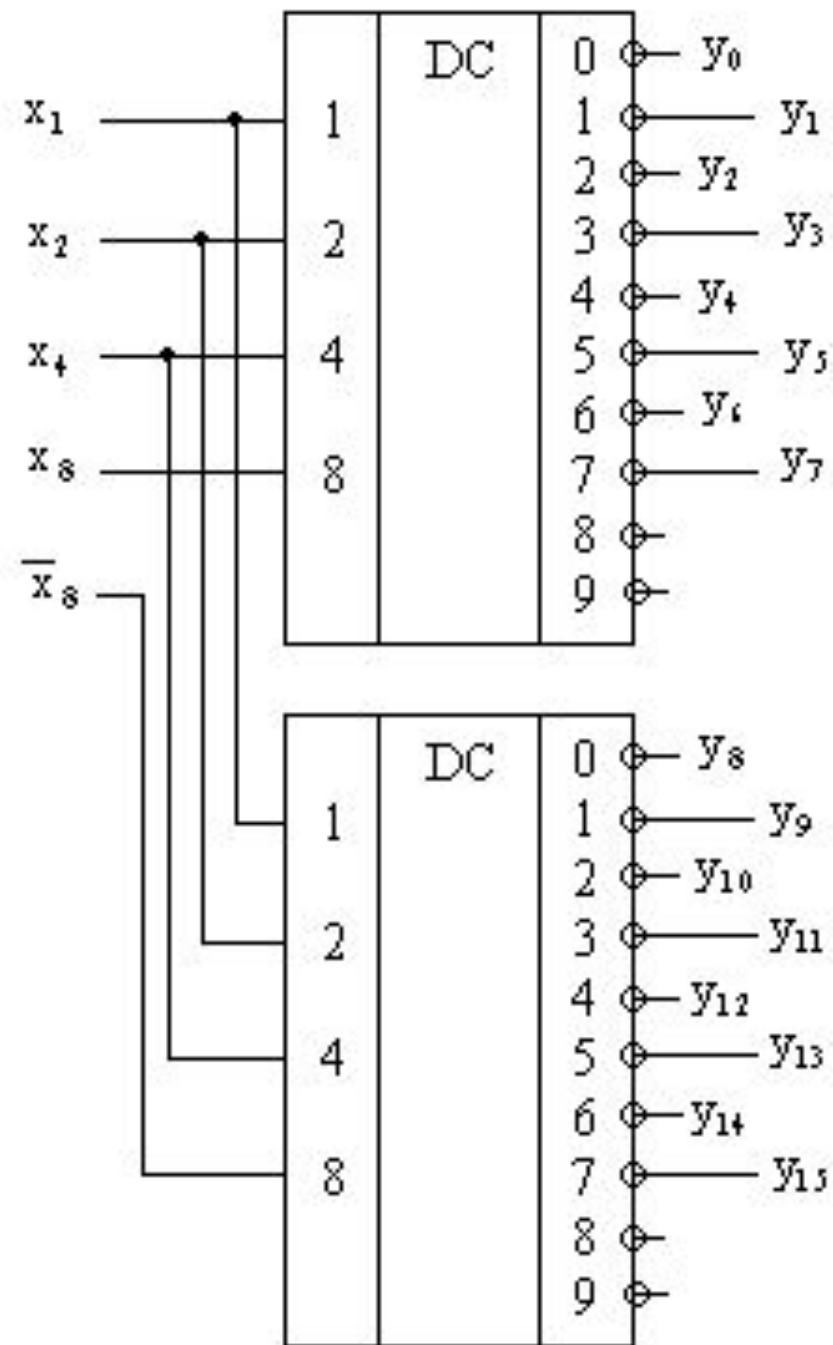 DC
0 y₀
x₁ 1 1 y₁
2 y₂
x₂ 2 3 y₃
4 y₄
x₄ 4 5 y₅
6 y₆
x₈ 8 7 y₇
8
x̅₈ 9
DC
0 y₈
1 1 y₉
2 y₁₀
2 3 y₁₁
4 y₁₂
4 5 y₁₃
6 y₁₄
8 7 y₁₅
8
9